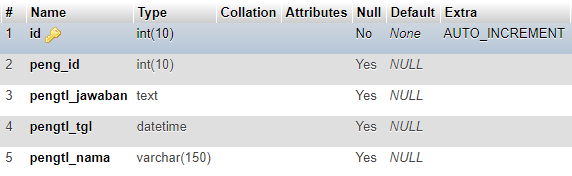 # Name Type Collation Attributes Null Default Extra
1 id int(10) No None AUTO_INCREMENT
2 peng_id int(10) Yes NULL
3 pengtl_jawaban text Yes NULL
4 pengtl_tgl datetime Yes NULL
5 pengtl_nama varchar(150) Yes NULL